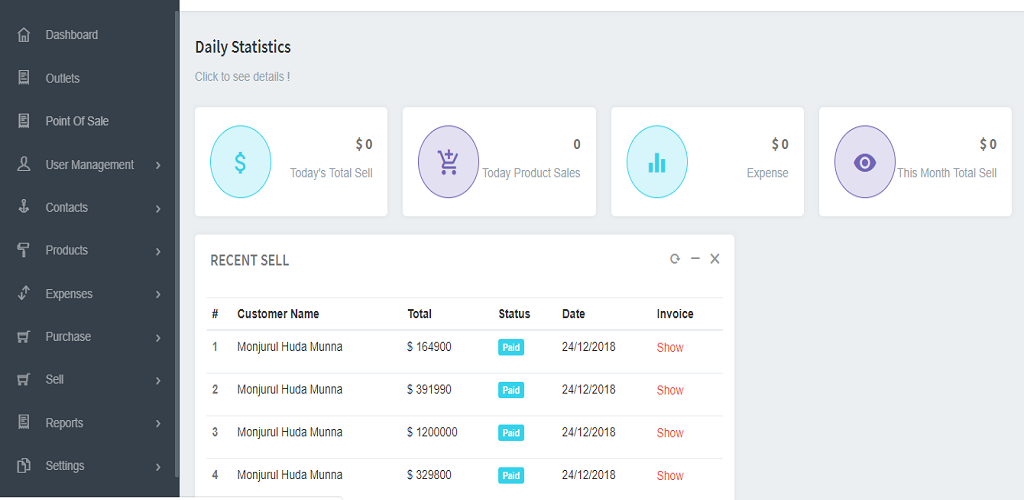 Dashboard
Outlets
Point Of Sale
User Management
Contacts
Products
Expenses
Purchase
Sell
Reports
Settings
Daily Statistics
Click to see details !
$ 0
Today's Total Sell
0
Today Product Sales
$ 0
Expense
$ 0
This Month Total Sell
RECENT SELL
# Customer Name Total Status Date Invoice
1 Monjurul Huda Munna $ 164900 Paid 24/12/2018 Show
2 Monjurul Huda Munna $ 391990 Paid 24/12/2018 Show
3 Monjurul Huda Munna $ 1200000 Paid 24/12/2018 Show
4 Monjurul Huda Munna $ 329800 Paid 24/12/2018 Show